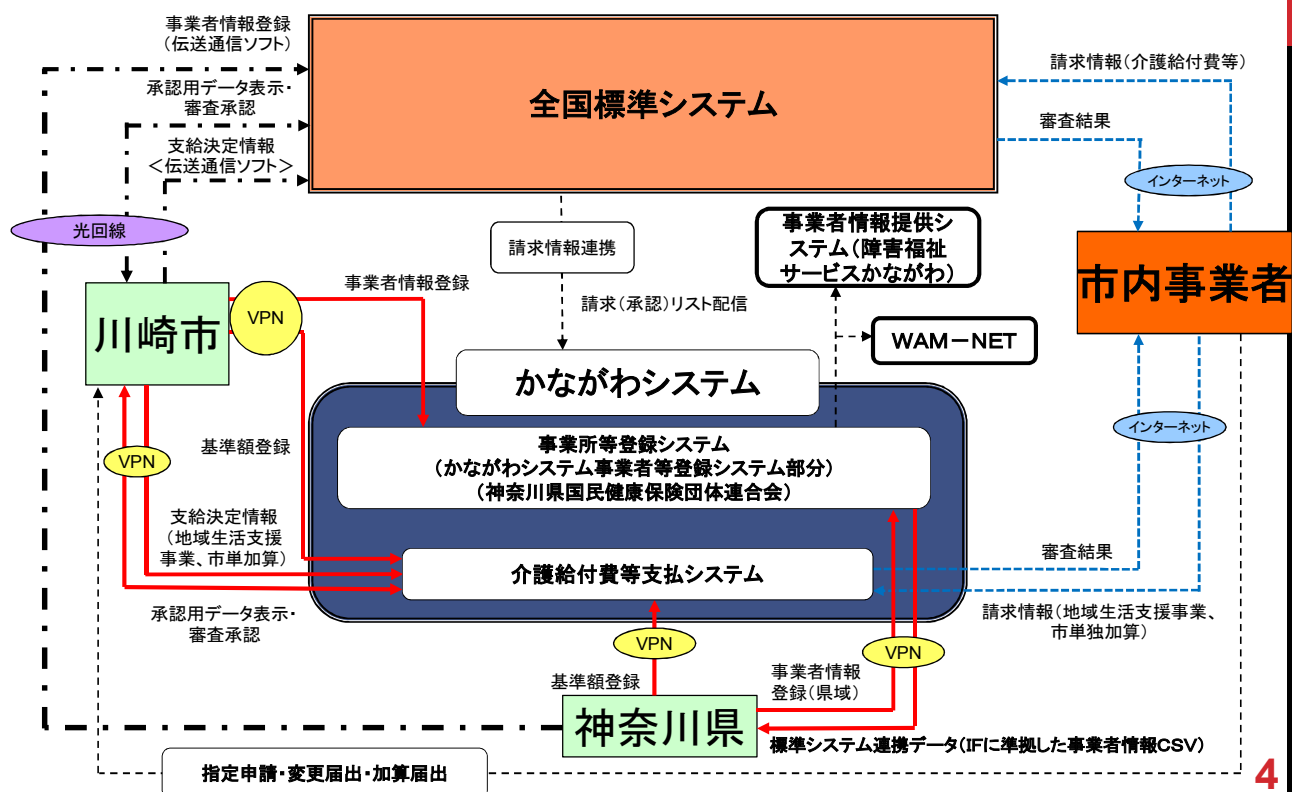 事業者情報登録
（伝送通信ソフト）
承認用データ表示・
審査承認
支給決定情報
＜伝送通信ソフト＞
全国標準システム
請求情報（介護給付費等）
審査結果
インターネット
光回線
請求情報連携
事業者情報提供シ
ステム（障害福祉
サービスかながわ）
市内事業者
事業者情報登録
VPN
川崎市
請求（承認）リスト配信
WAM－NET
かながわシステム
インターネット
事業所等登録システム
（かながわシステム事業者等登録システム部分）
（神奈川県国民健康保険団体連合会）
基準額登録
VPN
支給決定情報
（地域生活支援
事業、市単加算）
介護給付費等支払システム
審査結果
承認用データ表示・
審査承認
請求情報（地域生活支援事業、
市単独加算）
VPN
VPN
基準額登録
事業者情報
登録（県域）
神奈川県
標準システム連携データ（IFに準拠した事業者情報CSV）
指定申請・変更届出・加算届出
4